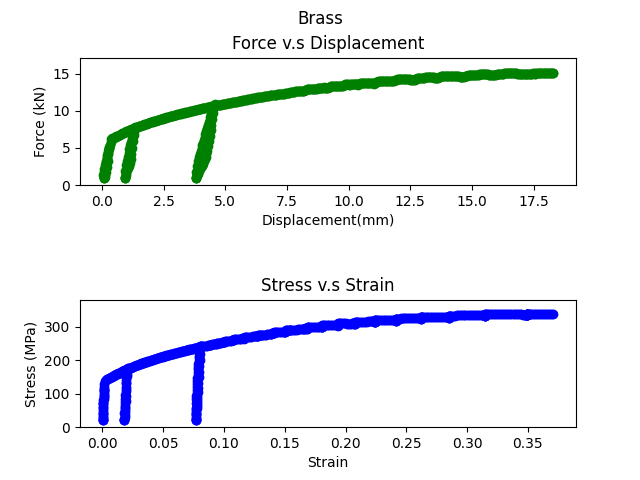 Brass
Force v.s Displacement
15
10
5
0
Force (kN)
0.0 2.5 5.0 7.5 10.0 12.5 15.0 17.5
Displacement(mm)
Stress v.s Strain
300
200
100
0
Stress (MPa)
0.00 0.05 0.10 0.15 0.20 0.25 0.30 0.35
Strain